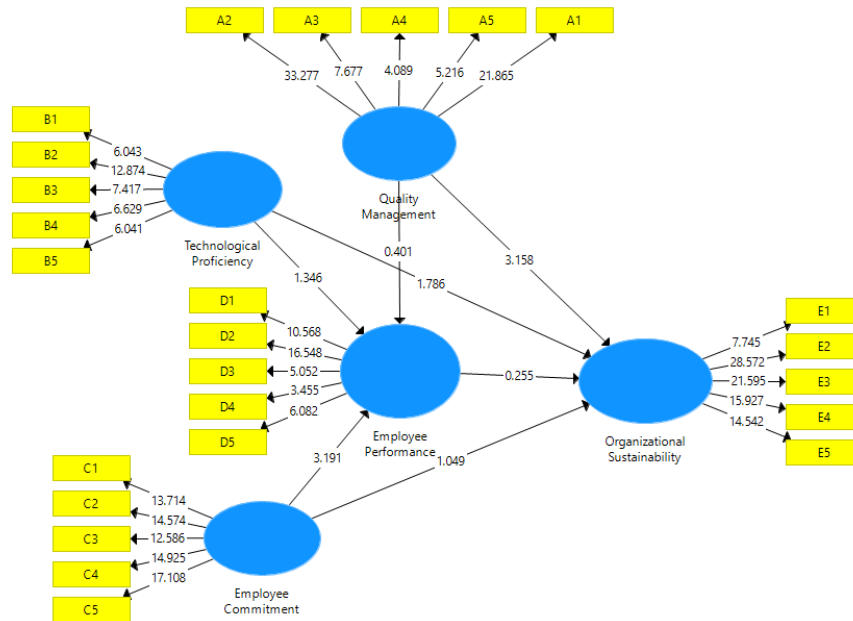 A2
A3
A4
A5
A1
33.277
7.677
4.089
5.216
21.865
Quality
Management
B1
B2
B3
B4
B5
6.043
12.874
7.417
6.629
6.041
Technological
Proficiency
1.346
0.401
1.786
3.158
D1
D2
D3
D4
D5
10.568
16.548
5.052
3.455
6.082
Employee
Performance
0.255
E1
E2
E3
E4
E5
7.745
28.572
21.595
15.927
14.542
Organizational
Sustainability
3.191
1.049
C1
C2
C3
C4
C5
13.714
14.574
12.586
14.925
17.108
Employee
Commitment